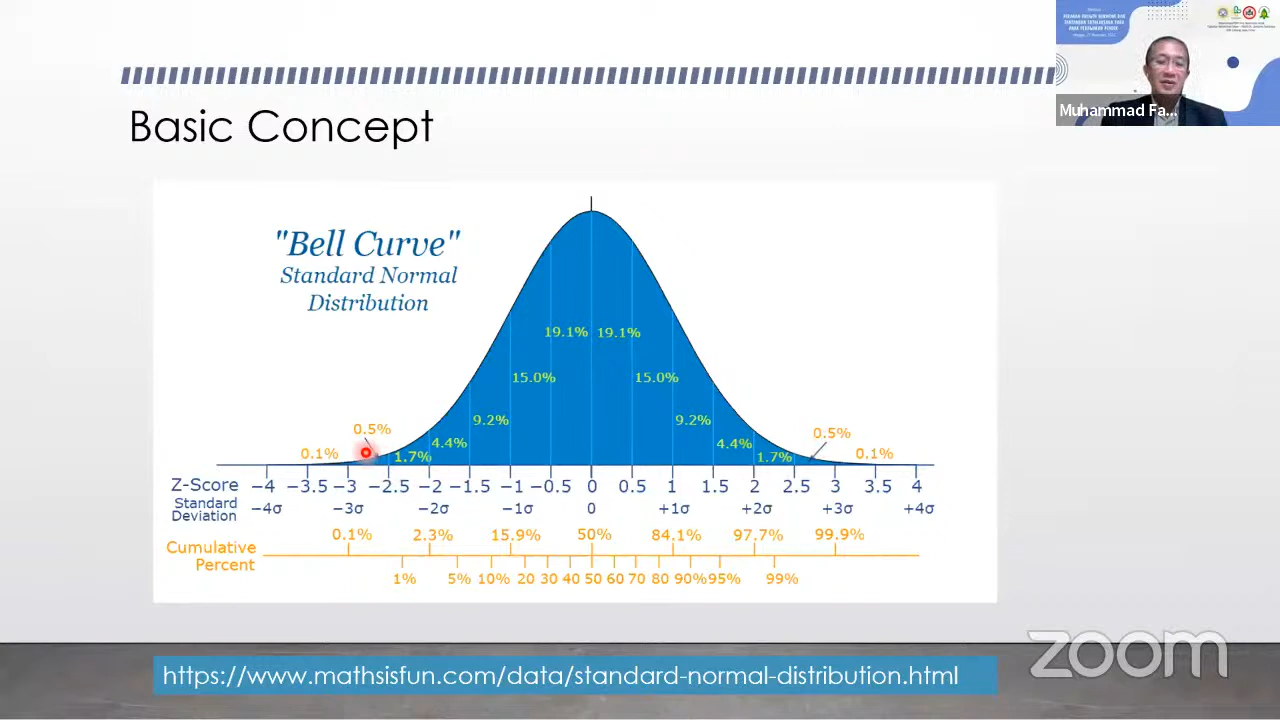 Muhammad Fa...
Basic Concept
"Bell Curve"
Standard Normal
Distribution
19.1% 19.1%
15.0% 15.0%
9.2% 9.2%
0.5% 4.4% 4.4% 0.5%
0.1% 1.7% 1.7% 0.1%
Z-Score −4 −3.5 −3 −2.5 −2 −1.5 −1 −0.5 0 0.5 1 1.5 2 2.5 3 3.5 4
Standard
Deviation −4σ −3σ −2σ −1σ 0 +1σ +2σ +3σ +4σ
0.1% 2.3% 15.9% 50% 84.1% 97.7% 99.9%
Cumulative
Percent
1% 5% 10% 20 30 40 50 60 70 80 90% 95% 99%
https://www.mathsisfun.com/data/standard-normal-distribution.html
zoom